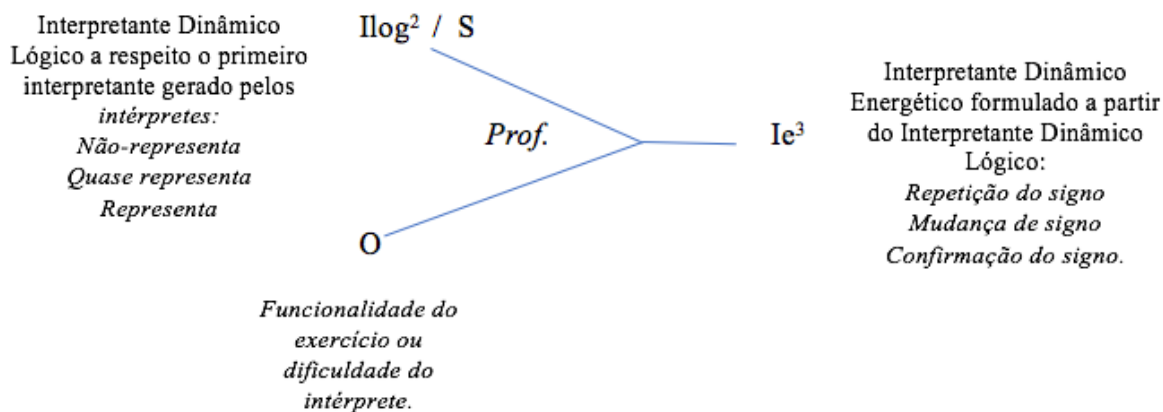 Interpretante Dinâmico
Lógico a respeito o primeiro
interpretante gerado pelos
intérpretes:
Não-representa
Quase representa
Representa
Ilog² / S
Prof.
O
Funcionalidade do
exercício ou
dificuldade do
intérprete.
Ie³
Interpretante Dinâmico
Energético formulado a partir
do Interpretante Dinâmico
Lógico:
Repetição do signo
Mudança de signo
Confirmação do signo.